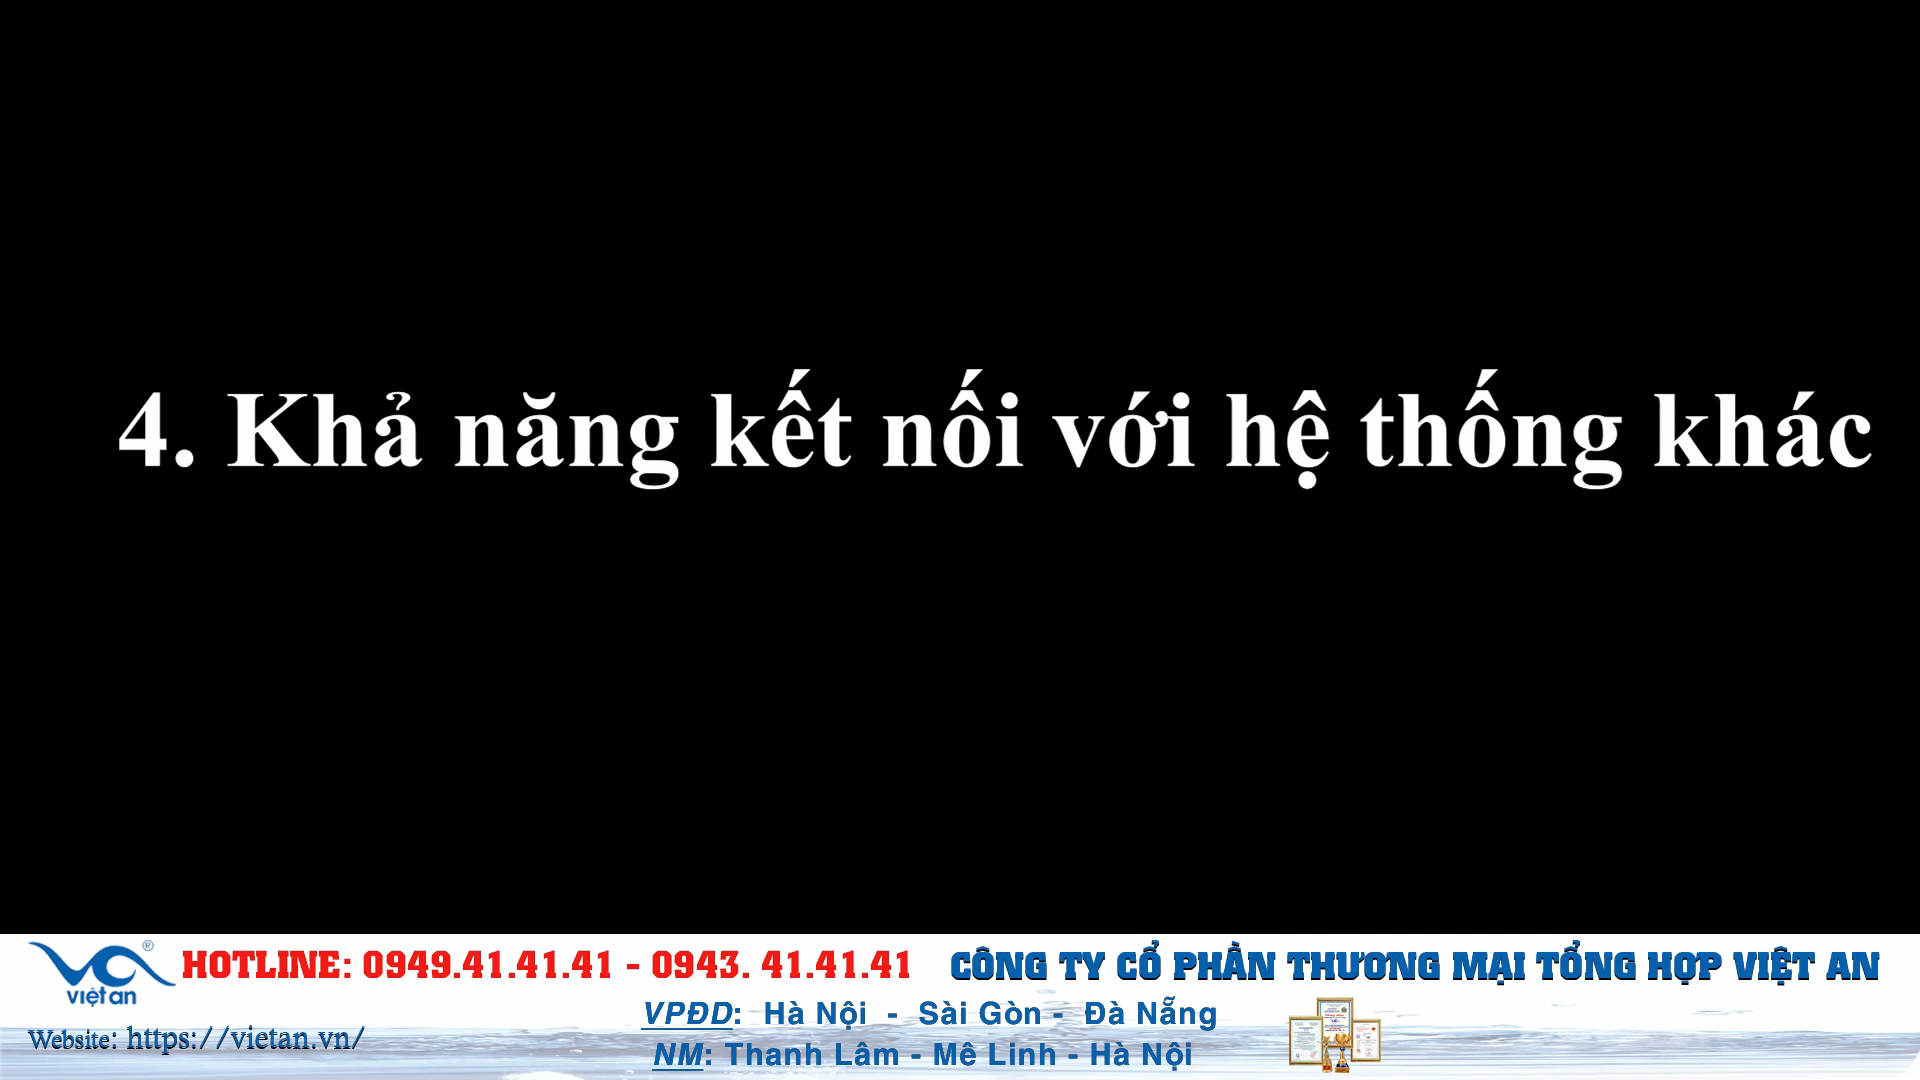 4. Khả năng kết nối với hệ thống khác
việt an ®
HOTLINE: 0949.41.41.41 - 0943. 41.41.41
CÔNG TY CỔ PHẦN THƯƠNG MẠI TỔNG HỢP VIỆT AN
VPĐD: Hà Nội - Sài Gòn - Đà Nẵng
Website: https://vietan.vn/
NM: Thanh Lâm - Mê Linh - Hà Nội